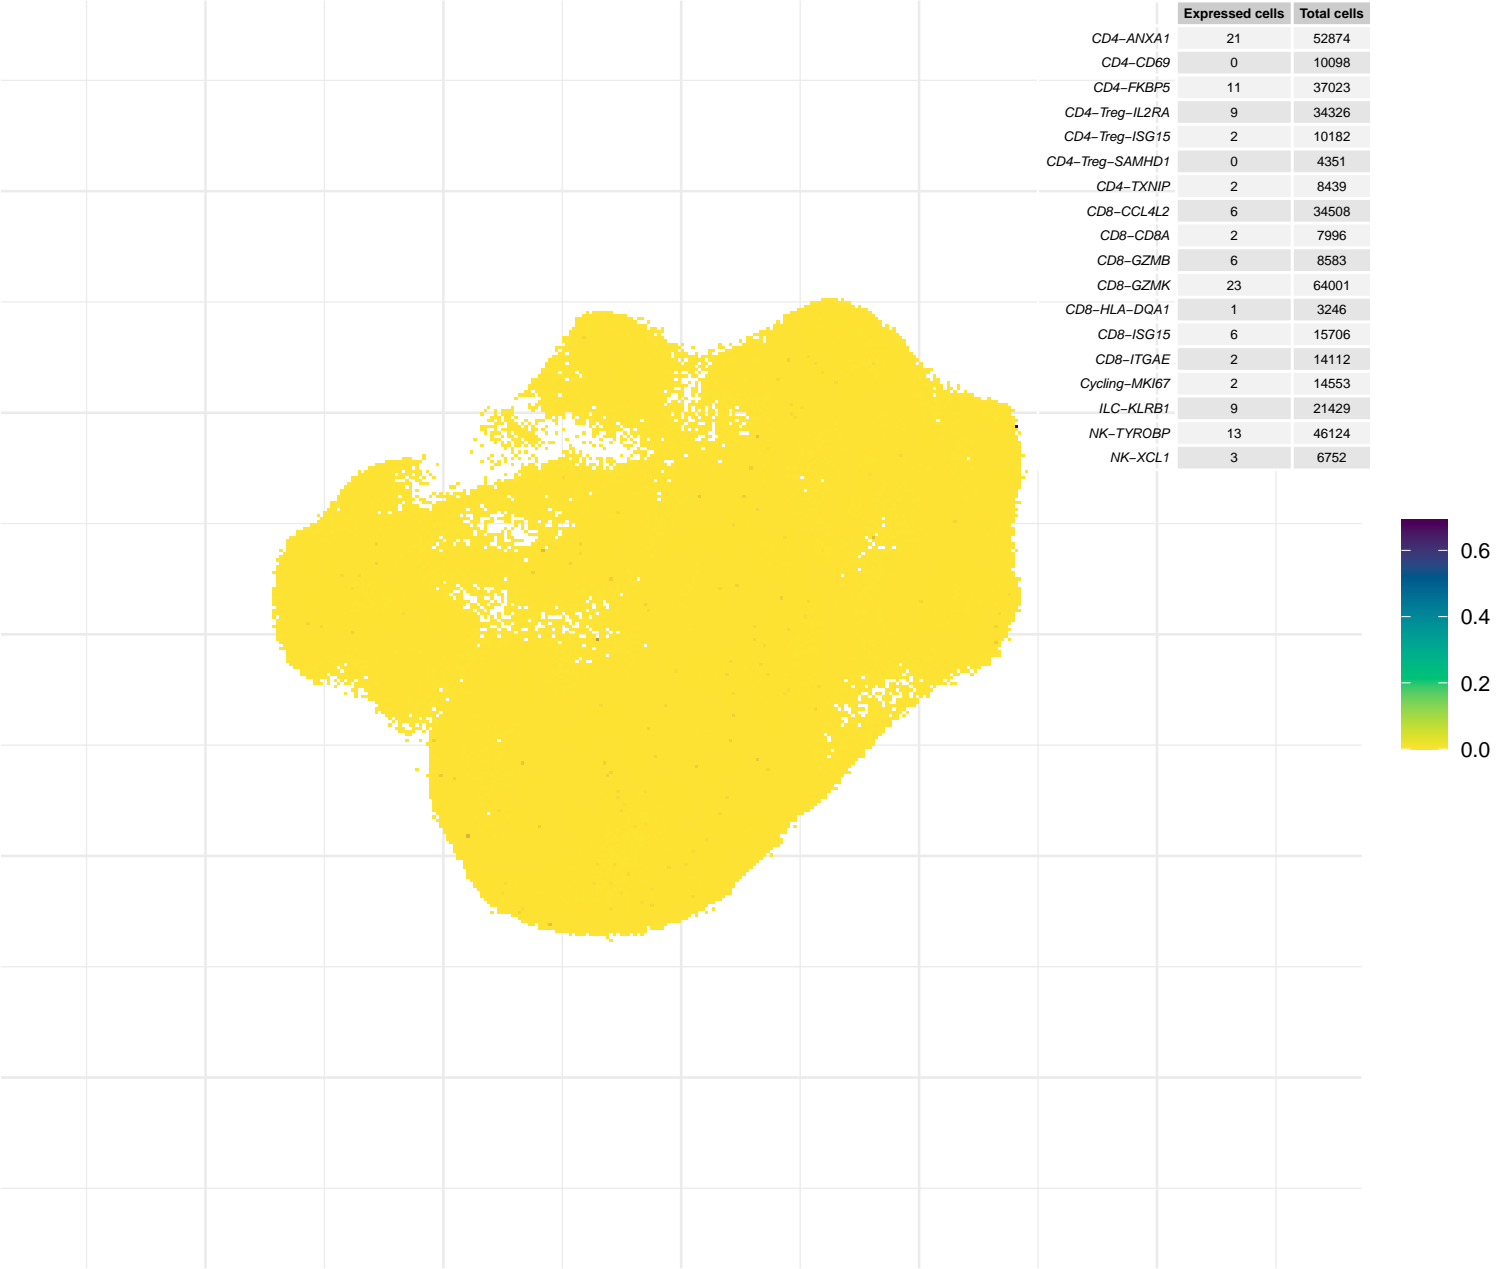 Expressed cells Total cells
CD4−ANXA1 21 52874
CD4−CD69 0 10098
CD4−FKBP5 11 37023
CD4−Treg−IL2RA 9 34326
CD4−Treg−ISG15 2 10182
CD4−Treg−SAMHD1 0 4351
CD4−TXNIP 2 8439
CD8−CCL4L2 6 34508
CD8−CD8A 2 7996
CD8−GZMB 6 8583
CD8−GZMK 23 64001
CD8−HLA−DQA1 1 3246
CD8−ISG15 6 15706
CD8−ITGAE 2 14112
Cycling−MKI67 2 14553
ILC−KLRB1 9 21429
NK−TYROBP 13 46124
NK−XCL1 3 6752
0.6
0.4
0.2
0.0